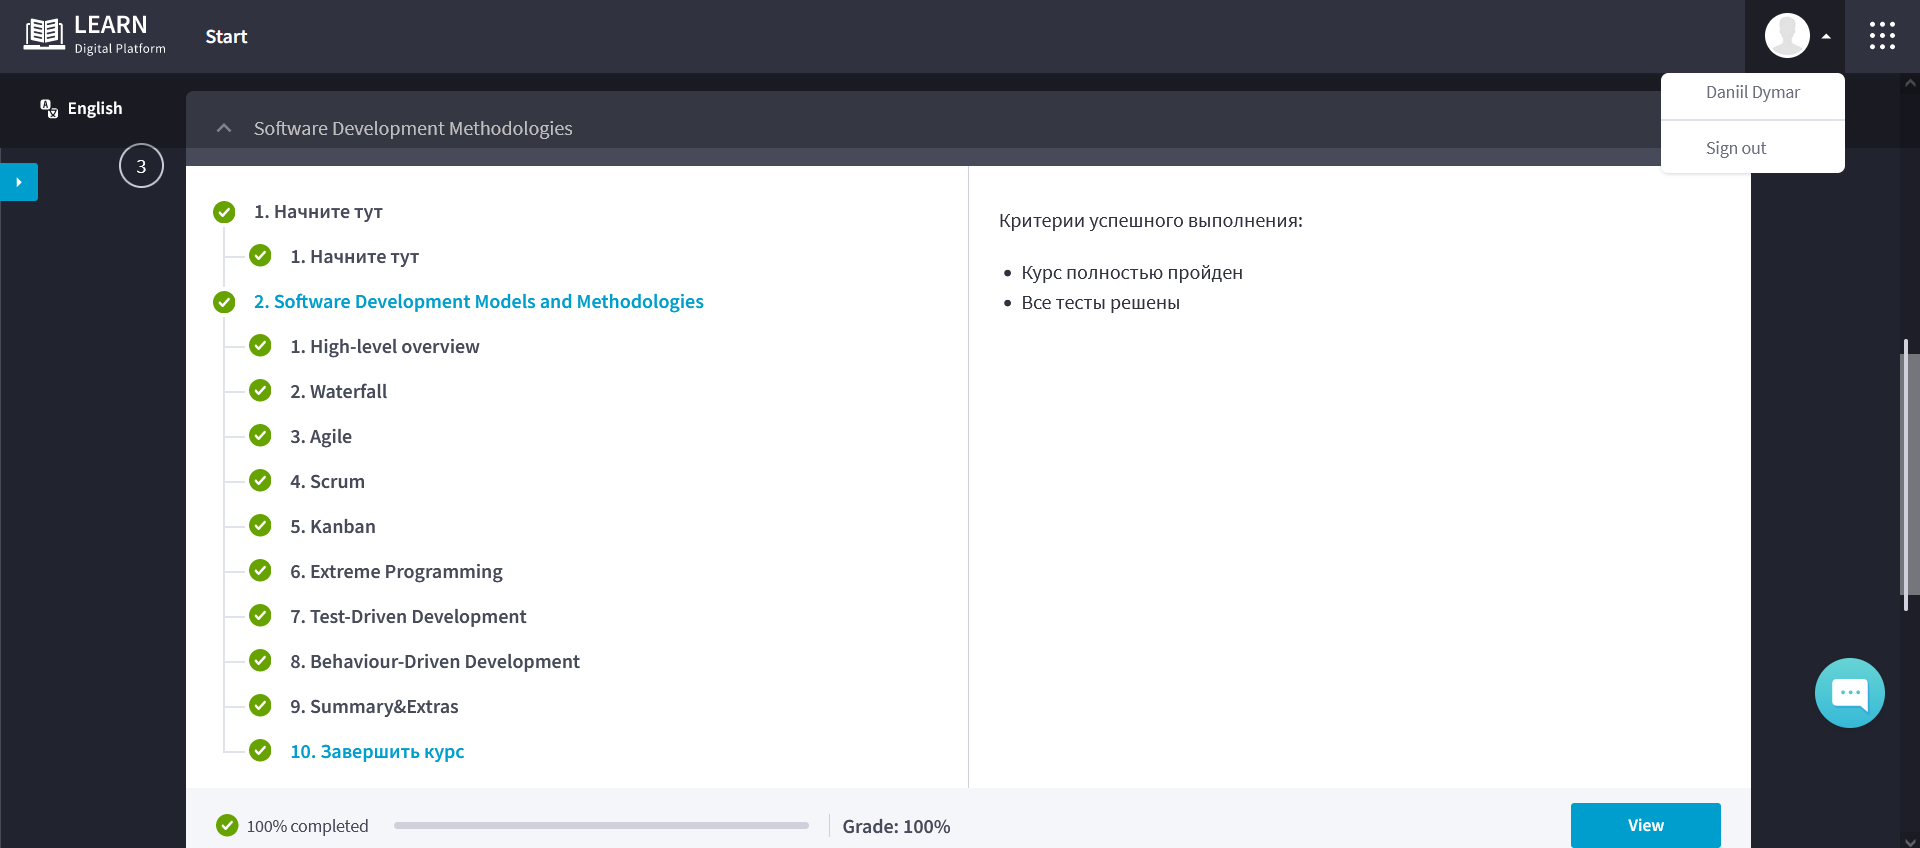 LEARN
Digital Platform
Start
Daniil Dymar
Sign out
English
Software Development Methodologies
3
1. Начните тут
1. Начните тут
2. Software Development Models and Methodologies
1. High-level overview
2. Waterfall
3. Agile
4. Scrum
5. Kanban
6. Extreme Programming
7. Test-Driven Development
8. Behaviour-Driven Development
9. Summary&Extras
10. Завершить курс
Критерии успешного выполнения:
• Курс полностью пройден
• Все тесты решены
100% completed
Grade: 100%
View